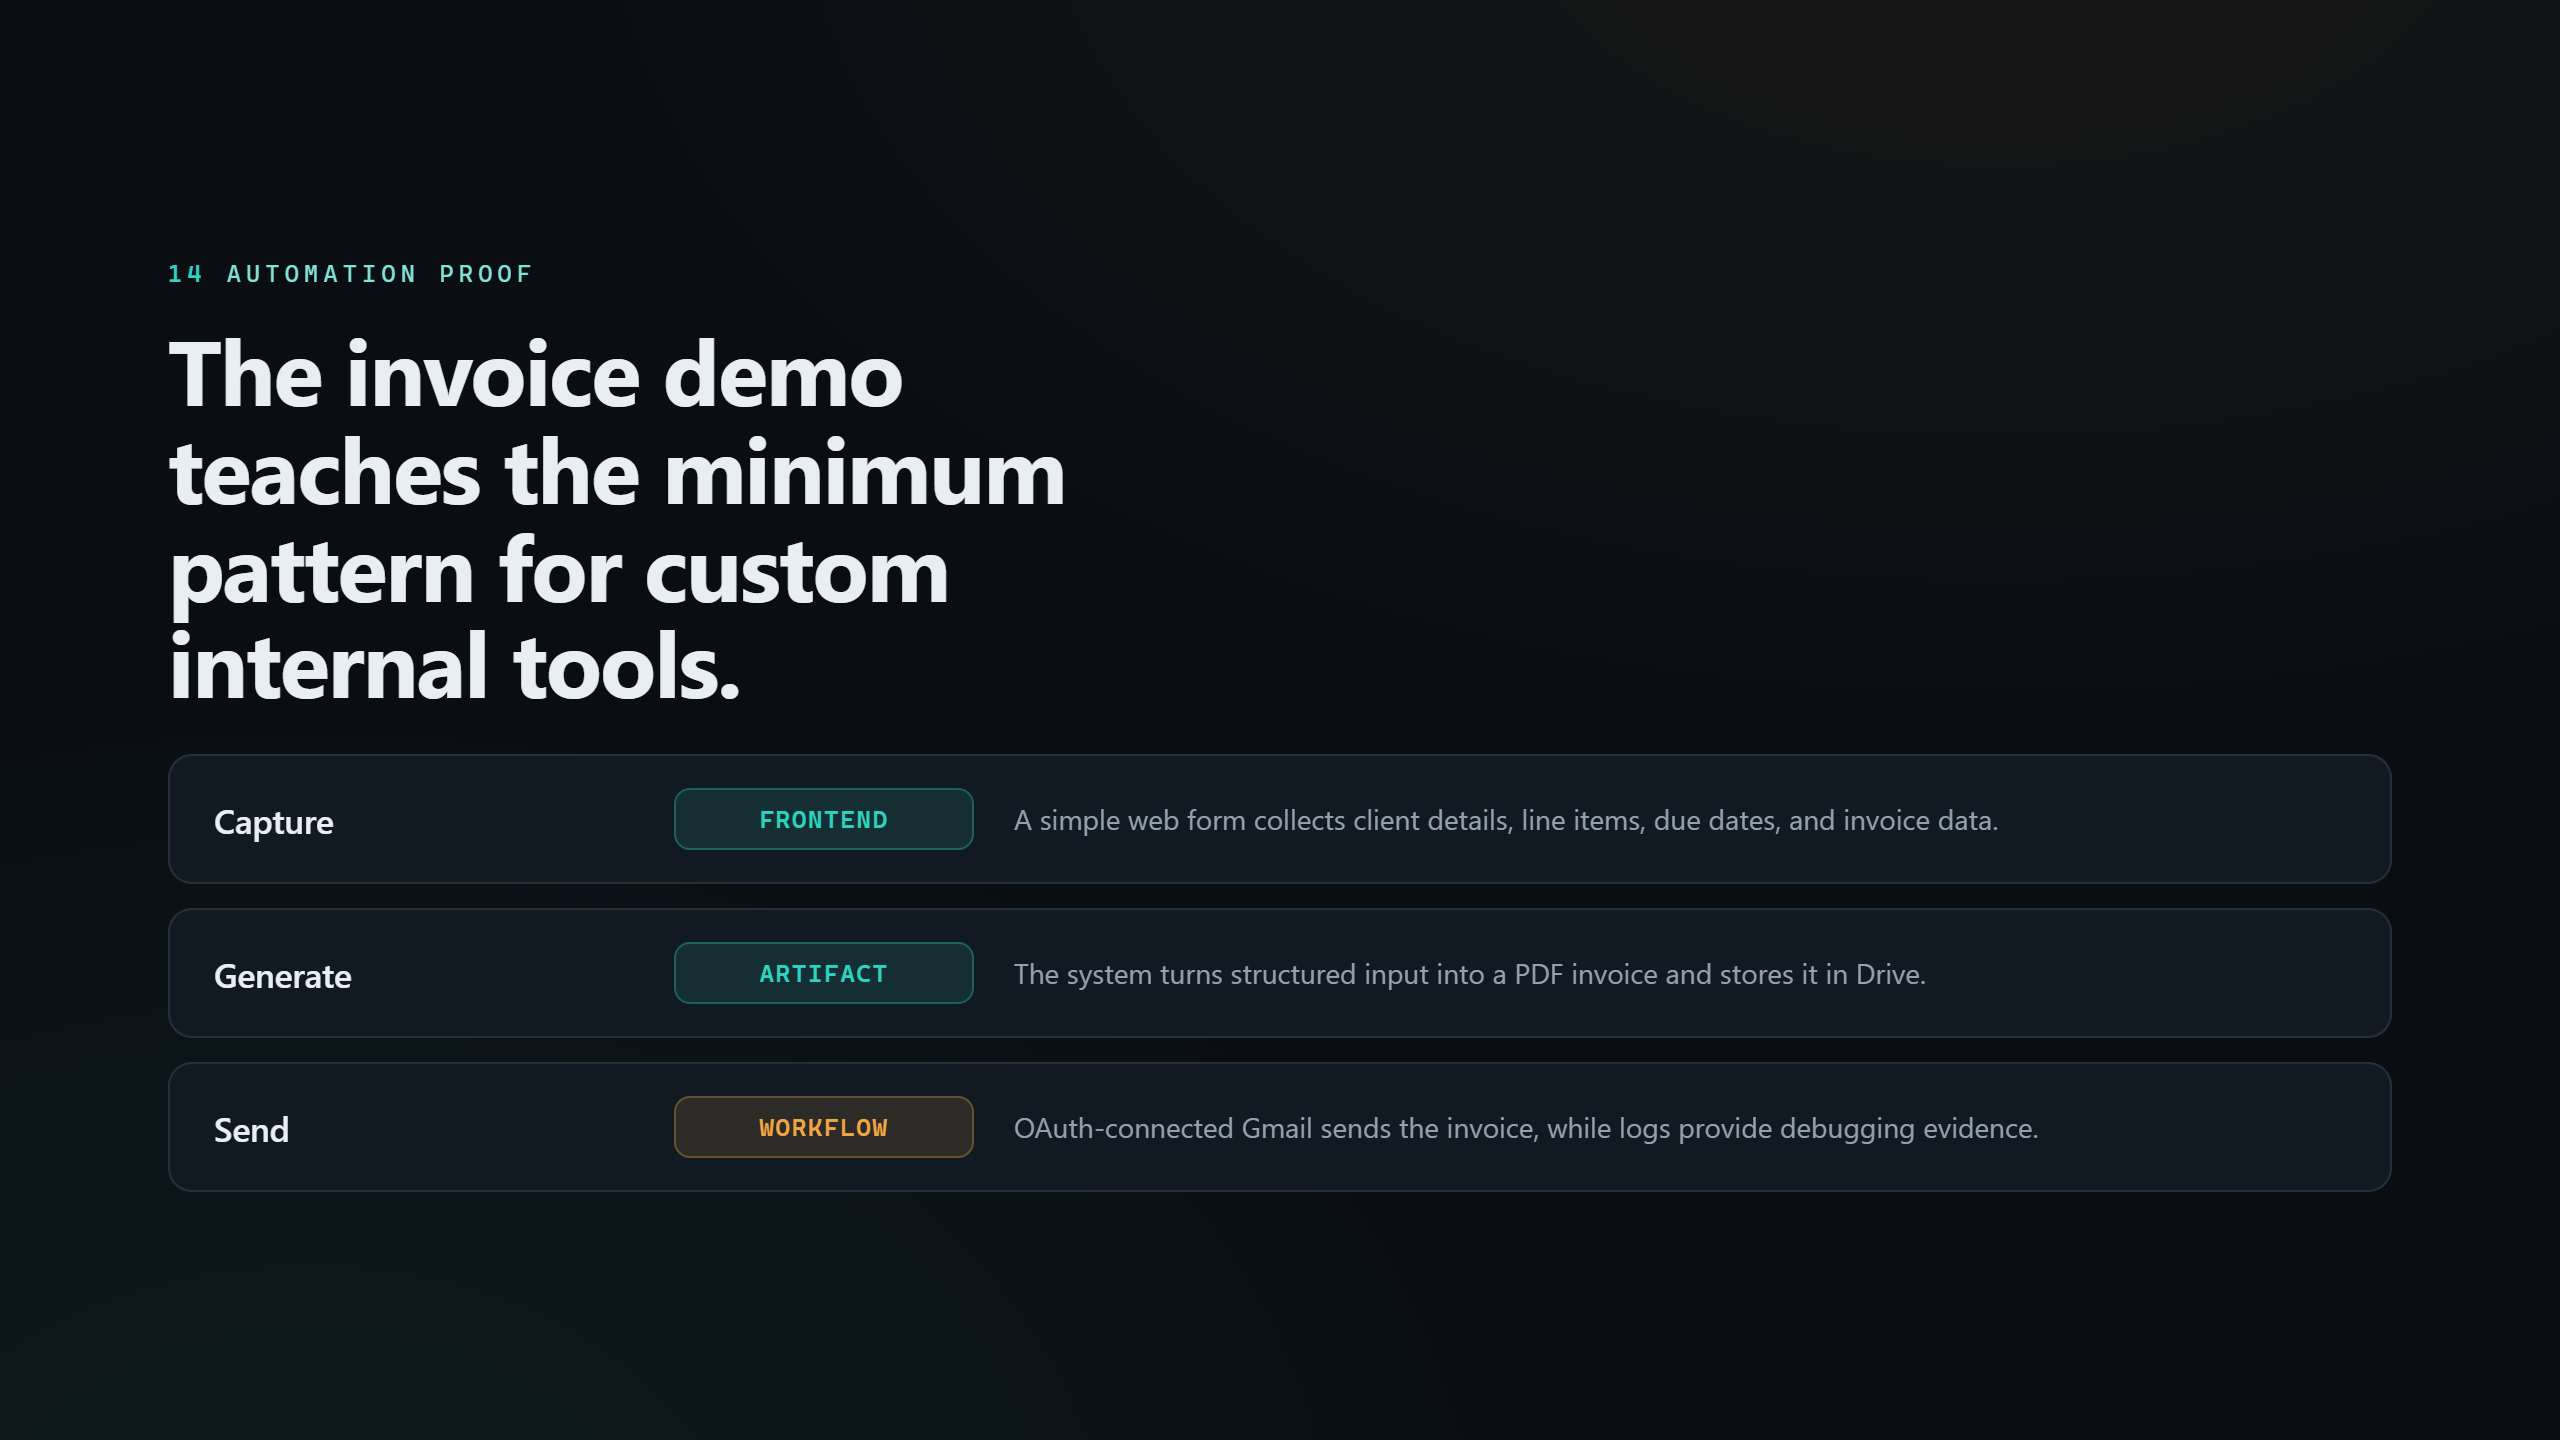 14 AUTOMATION PROOF
The invoice demo
teaches the minimum
pattern for custom
internal tools.
Capture FRONTEND A simple web form collects client details, line items, due dates, and invoice data.
Generate ARTIFACT The system turns structured input into a PDF invoice and stores it in Drive.
Send WORKFLOW OAuth-connected Gmail sends the invoice, while logs provide debugging evidence.